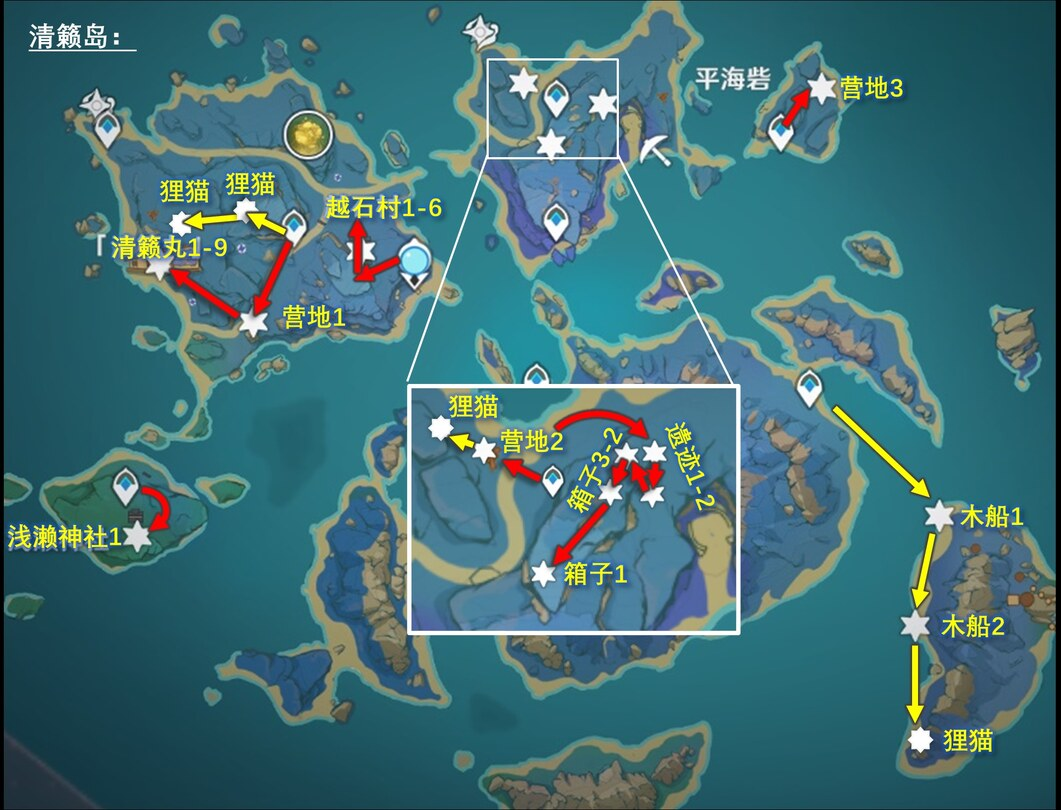 清籁岛：
平海砦
营地3
狸猫
狸猫
越石村1-6
「清籁丸1-9
营地1
浅濑神社1
狸猫
营地2
箱子3-2
遗迹1-2
箱子1
木船1
木船2
狸猫